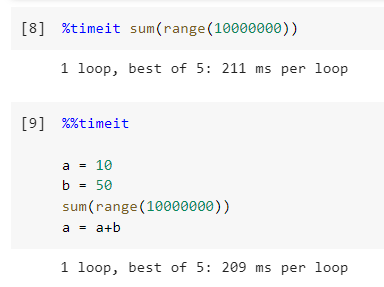 [8] %timeit sum(range(10000000))
1 loop, best of 5: 211 ms per loop
[9] %%timeit
a = 10
b = 50
sum(range(10000000))
a = a+b
1 loop, best of 5: 209 ms per loop